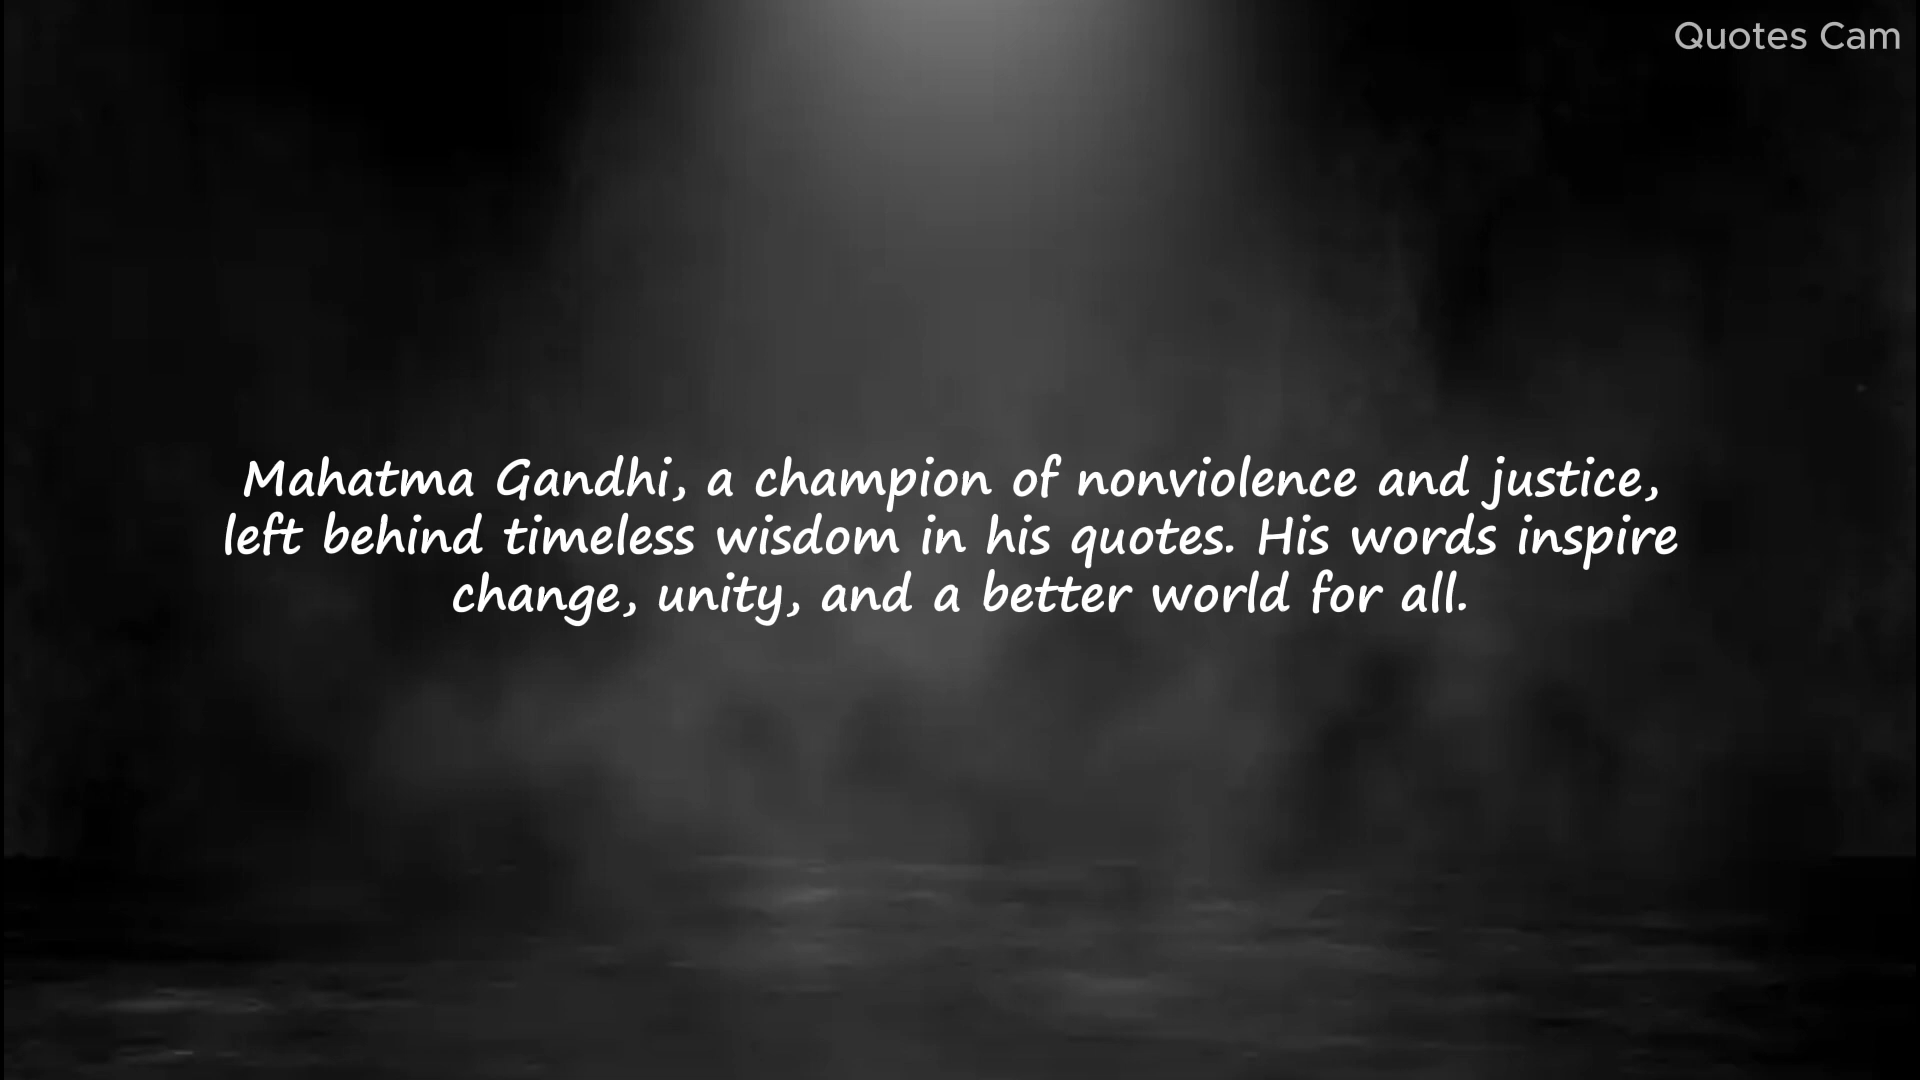 Quotes Cam
Mahatma Gandhi, a champion of nonviolence and justice,
left behind timeless wisdom in his quotes. His words inspire
change, unity, and a better world for all.